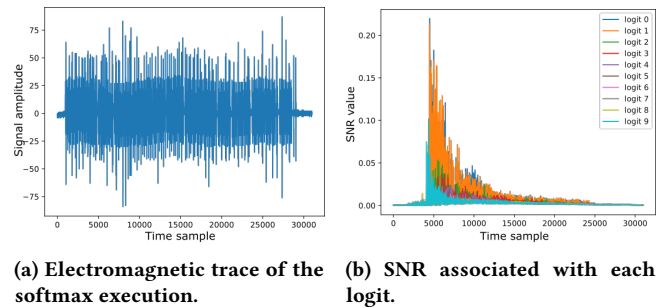 75
50
25
0
−25
−50
−75
Signal amplitude
0 5000 10000 15000 20000 25000 30000
Time sample
0.20
0.15
0.10
0.05
0.00
SNR value
logit 0
logit 1
logit 2
logit 3
logit 4
logit 5
logit 6
logit 7
logit 8
logit 9
0 5000 10000 15000 20000 25000 30000
Time sample
(a) Electromagnetic trace of the
softmax execution.
(b) SNR associated with each
logit.